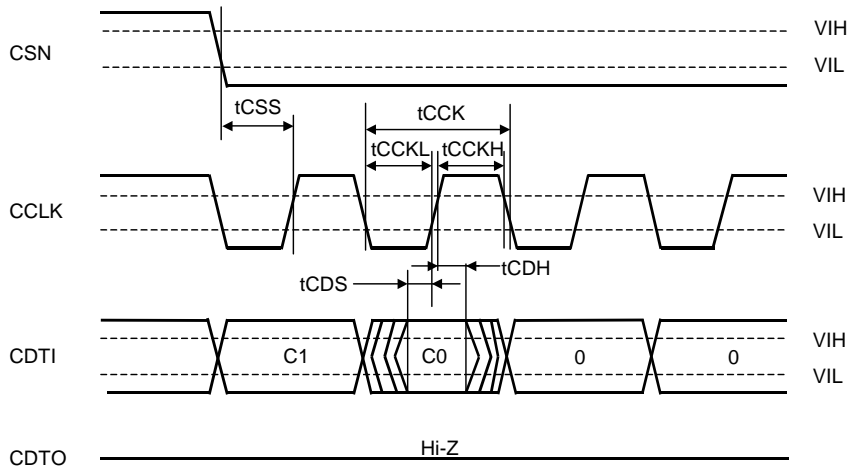 VIH
CSN
VIL
tCSS
tCCK
tCCKL
tCCKH
VIH
CCLK
VIL
tCDS
tCDH
VIH
CDTI
C1
C0
0
0
VIL
Hi-Z
CDTO